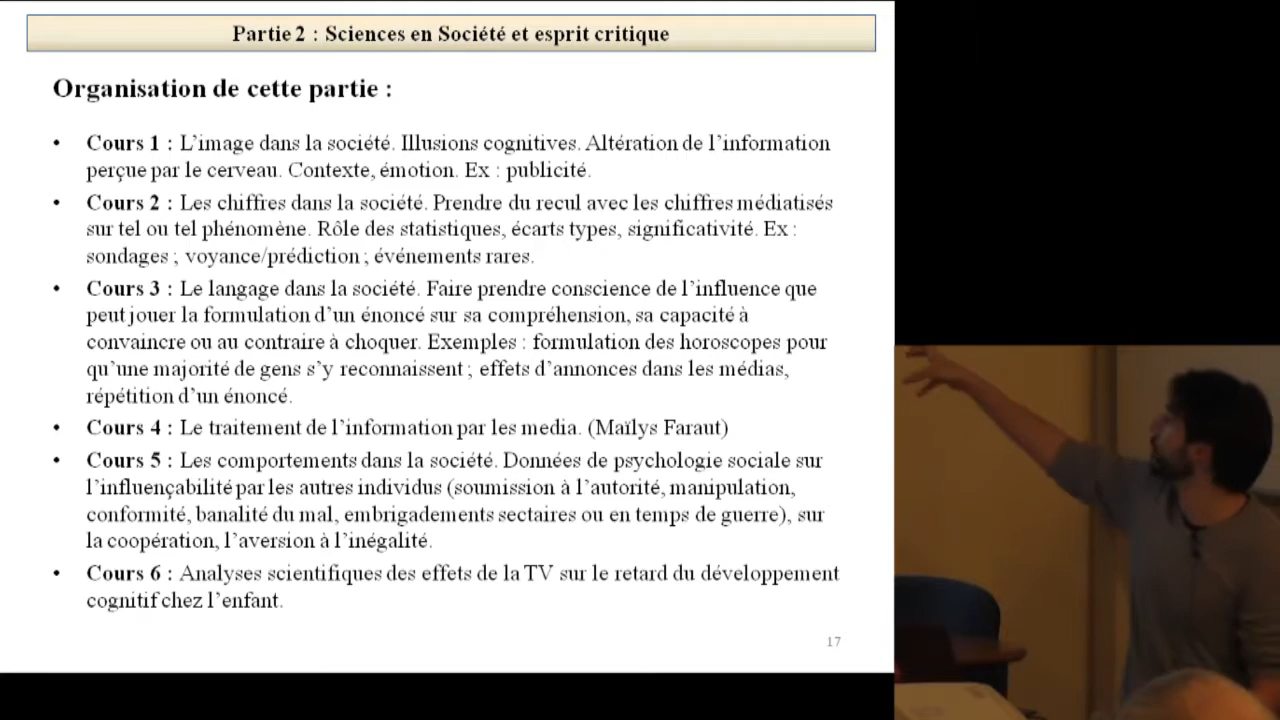 Partie 2 : Sciences en Société et esprit critique
Organisation de cette partie :
• Cours 1 : L’image dans la société. Illusions cognitives. Altération de l’information
perçue par le cerveau. Contexte, émotion. Ex : publicité.
• Cours 2 : Les chiffres dans la société. Prendre du recul avec les chiffres médiatisés
sur tel ou tel phénomène. Rôle des statistiques, écarts types, significativité. Ex :
sondages ; voyance/prédiction ; événements rares.
• Cours 3 : Le langage dans la société. Faire prendre conscience de l’influence que
peut jouer la formulation d’un énoncé sur sa compréhension, sa capacité à
convaincre ou au contraire à choquer. Exemples : formulation des horoscopes pour
qu’une majorité de gens s’y reconnaissent ; effets d’annonces dans les médias,
répétition d’un énoncé.
• Cours 4 : Le traitement de l’information par les media. (Maïlys Faraut)
• Cours 5 : Les comportements dans la société. Données de psychologie sociale sur
l’influençabilité par les autres individus (soumission à l’autorité, manipulation,
conformité, banalité du mal, embrigadements sectaires ou en temps de guerre), sur
la coopération, l’aversion à l’inégalité.
• Cours 6 : Analyses scientifiques des effets de la TV sur le retard du développement
cognitif chez l’enfant.
17